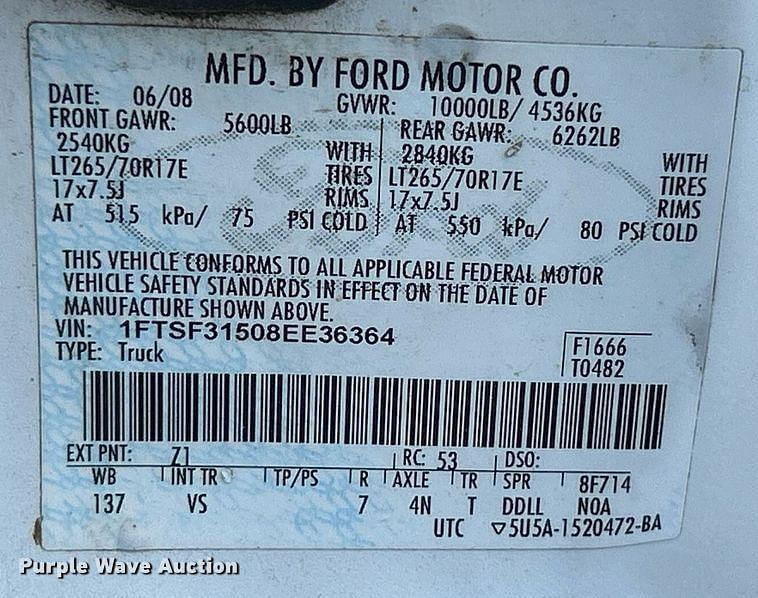 MFD. BY FORD MOTOR CO.
DATE: 06/08 GVWR: 10000LB/ 4536KG
FRONT GAWR: 5600LB REAR GAWR: 6262LB
2540KG WITH 2840KG WITH
LT265/70R17E TIRES LT265/70R17E TIRES
17x7.5J RIMS 17x7.5J RIMS
AT 515 kPa/ 75 PSI COLD AT 550 kPa/ 80 PSI COLD
THIS VEHICLE CONFORMS TO ALL APPLICABLE FEDERAL MOTOR
VEHICLE SAFETY STANDARDS IN EFFECT ON THE DATE OF
MANUFACTURE SHOWN ABOVE.
VIN: 1FTSF31508EE36364
TYPE: Truck F1666
T0482
EXT PNT: Z1 RC: 53 DSO:
WB INT TR TP/PS R AXLE TR SPR 8F714
137 VS 7 4N T DDLL NOA
UTC ▽5U5A-1520472-BA
Purple Wave Auction